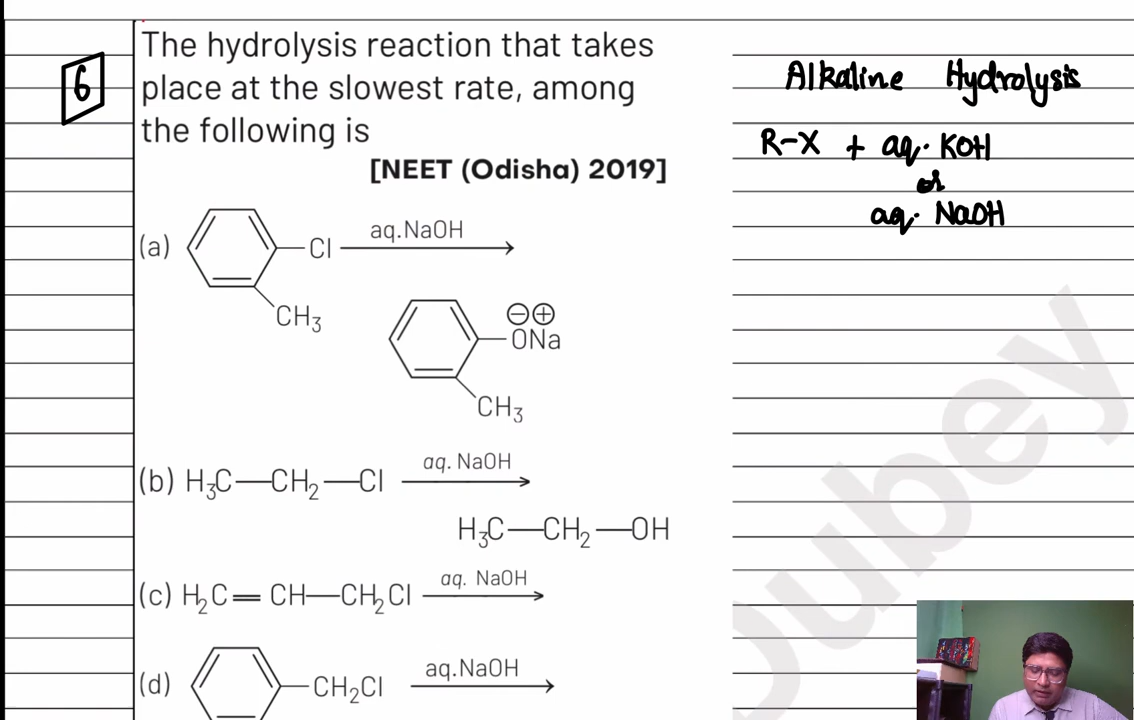 6
The hydrolysis reaction that takes
place at the slowest rate, among
the following is
[NEET (Odisha) 2019]
(a) Cl aq.NaOH
CH3
⊖⊕
ONa
CH3
(b) H3C—CH2—Cl aq. NaOH
H3C—CH2—OH
(c) H2C═CH—CH2Cl aq. NaOH
(d) CH2Cl aq.NaOH
Alkaline Hydrolysis
R-X + aq. KOH
or
aq. NaOH
Dubey